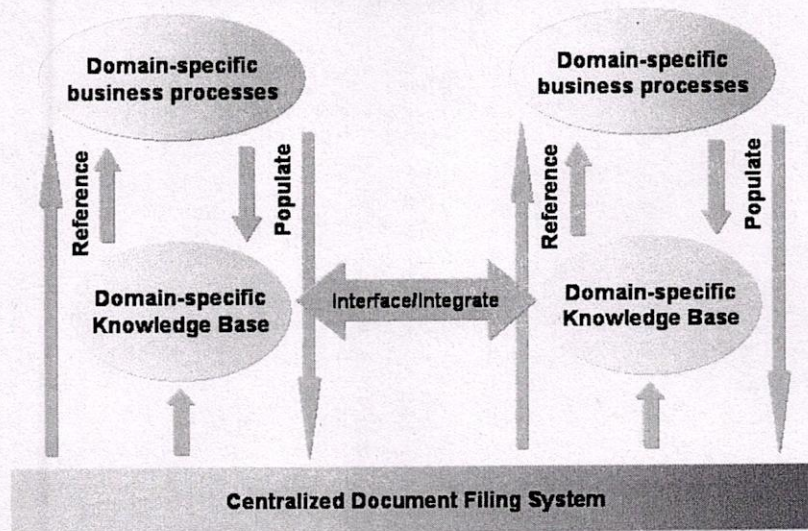 Domain-specific
business processes
Domain-specific
business processes
Reference
Populate
Reference
Populate
Domain-specific
Knowledge Base
Interface/Integrate
Domain-specific
Knowledge Base
Centralized Document Filing System